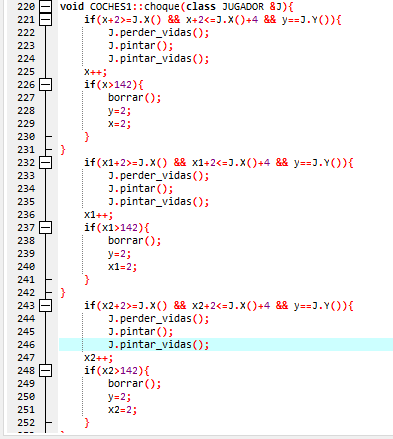 220 void COCHES1::choque(class JUGADOR &J){
221 if(x+2>=J.X() && x+2<=J.X()+4 && y==J.Y()){
222 J.perder_vidas();
223 J.pintar();
224 J.pintar_vidas();
225 x++;
226 if(x>142){
227 borrar();
228 y=2;
229 x=2;
230 }
231 }
232 if(x1+2>=J.X() && x1+2<=J.X()+4 && y==J.Y()){
233 J.perder_vidas();
234 J.pintar();
235 J.pintar_vidas();
236 x1++;
237 if(x1>142){
238 borrar();
239 y=2;
240 x1=2;
241 }
242 }
243 if(x2+2>=J.X() && x2+2<=J.X()+4 && y==J.Y()){
244 J.perder_vidas();
245 J.pintar();
246 J.pintar_vidas();
247 x2++;
248 if(x2>142){
249 borrar();
250 y=2;
251 x2=2;
252 }